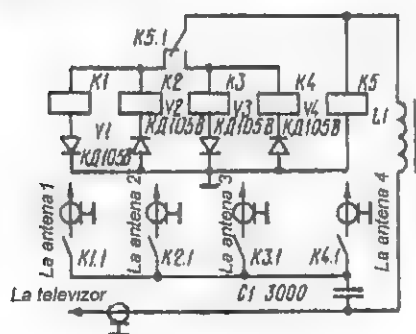 K5.1
K1 K2 K3 K4 K5
V1 V2 V3 V4 L1
КД105В КД105В КД105В КД105В
La antena 1
La antena 2
La antena 3
La antena 4
K1.1 K2.1 K3.1 K4.1
La televizor
C1 3000